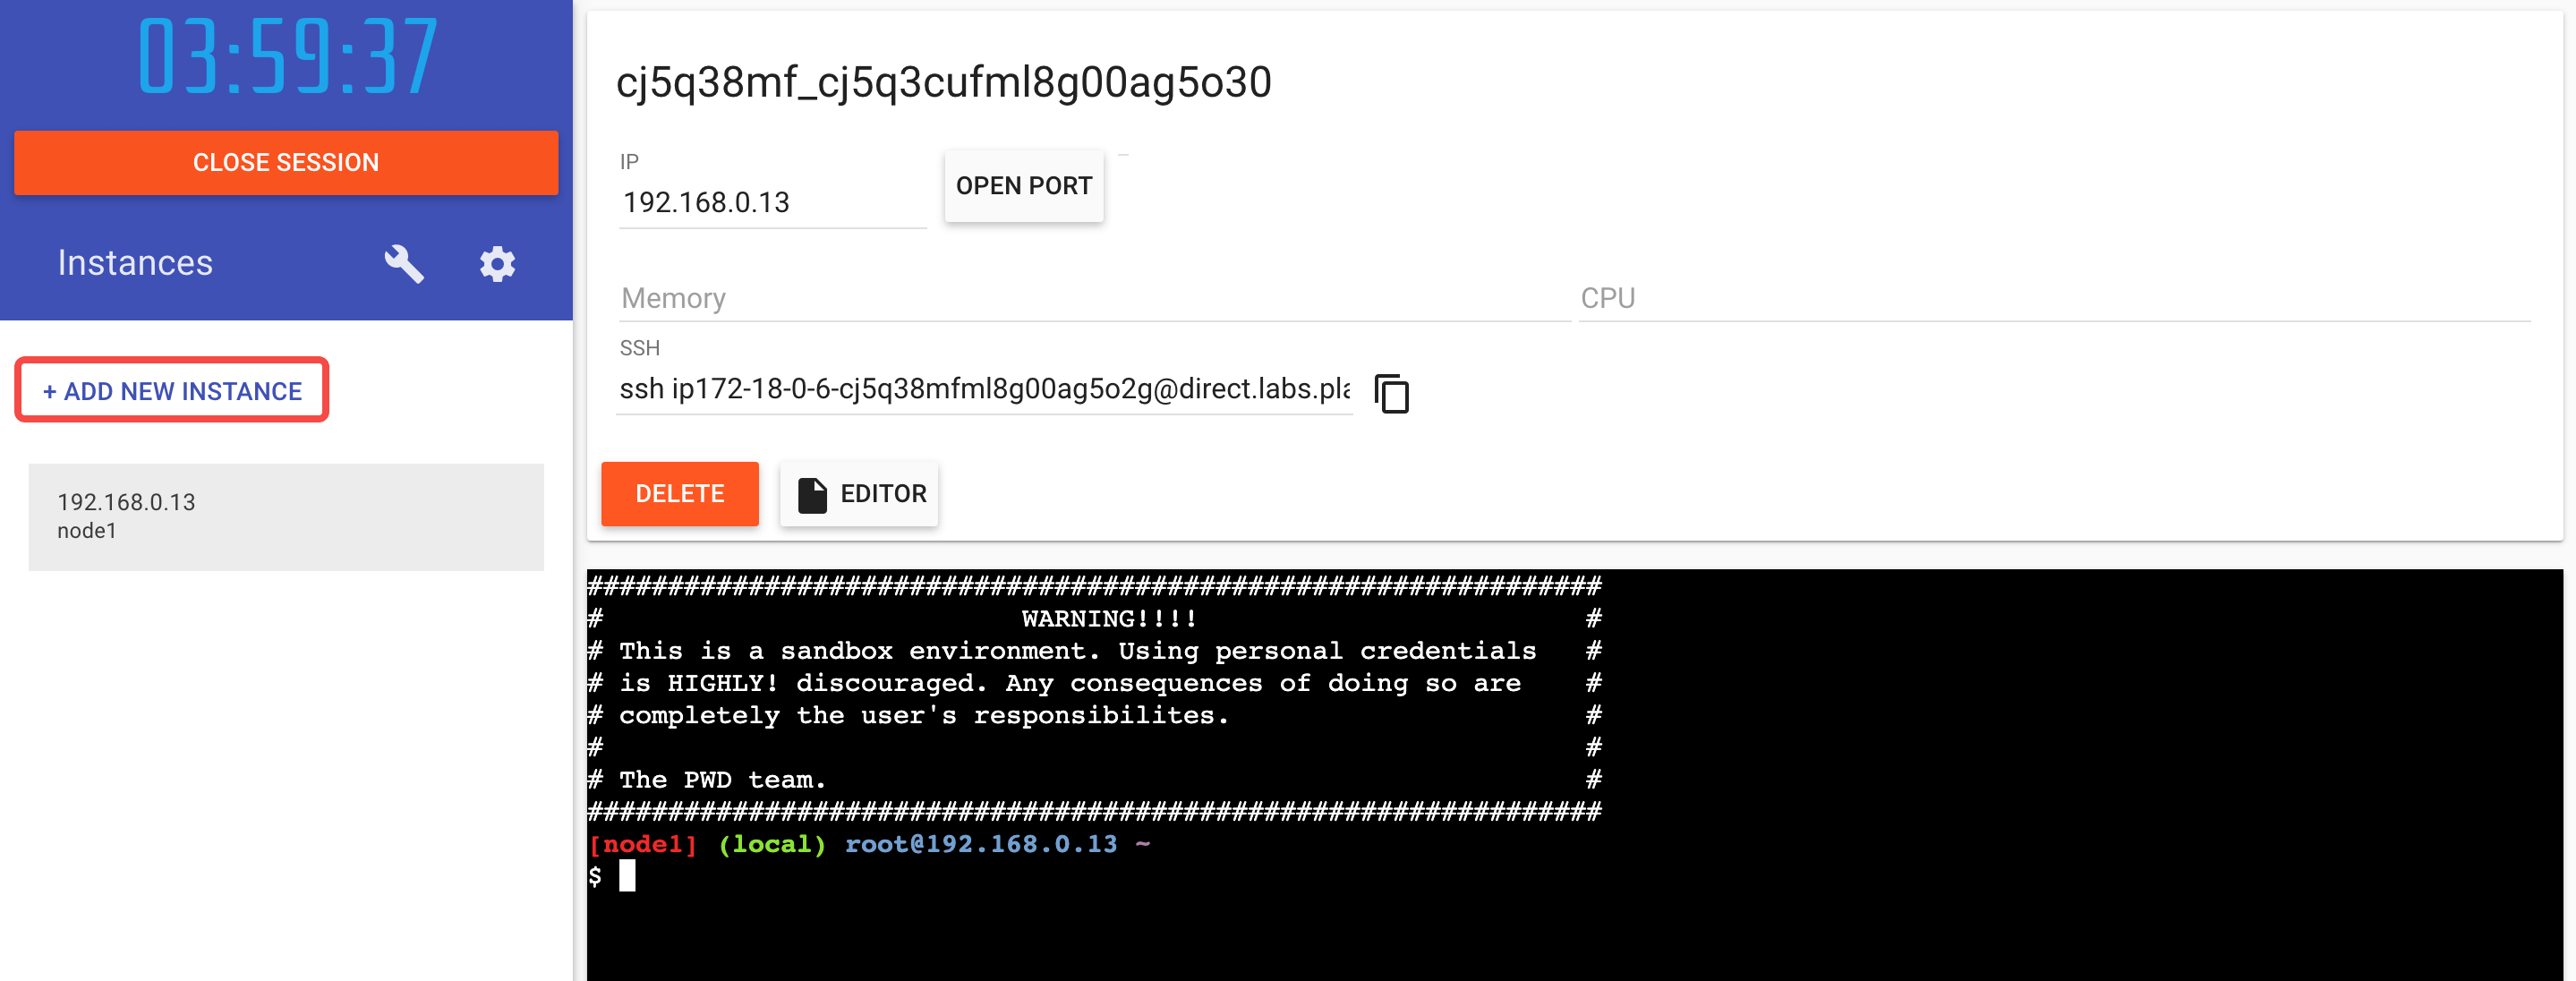 03:59:37
CLOSE SESSION
Instances
+ ADD NEW INSTANCE
192.168.0.13
node1
cj5q38mf_cj5q3cufml8g00ag5o30
IP
192.168.0.13
OPEN PORT
Memory
CPU
SSH
ssh ip172-18-0-6-cj5q38mfml8g00ag5o2g@direct.labs.pla
DELETE
EDITOR
###############################################################
# WARNING!!!! #
# This is a sandbox environment. Using personal credentials #
# is HIGHLY! discouraged. Any consequences of doing so are #
# completely the user's responsibilites. #
# #
# The PWD team. #
###############################################################
[node1] (local) root@192.168.0.13 ~
$